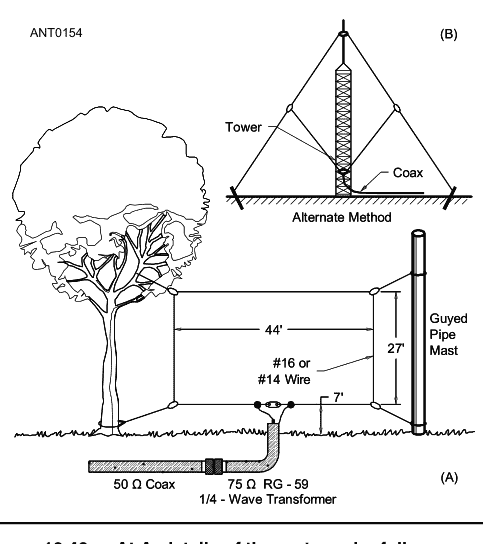 ANT0154
(B)
Tower
Coax
Alternate Method
44'
27'
Guyed
Pipe
Mast
#16 or
#14 Wire
7'
50 Ω Coax
75 Ω RG - 59
1/4 - Wave Transformer
(A)